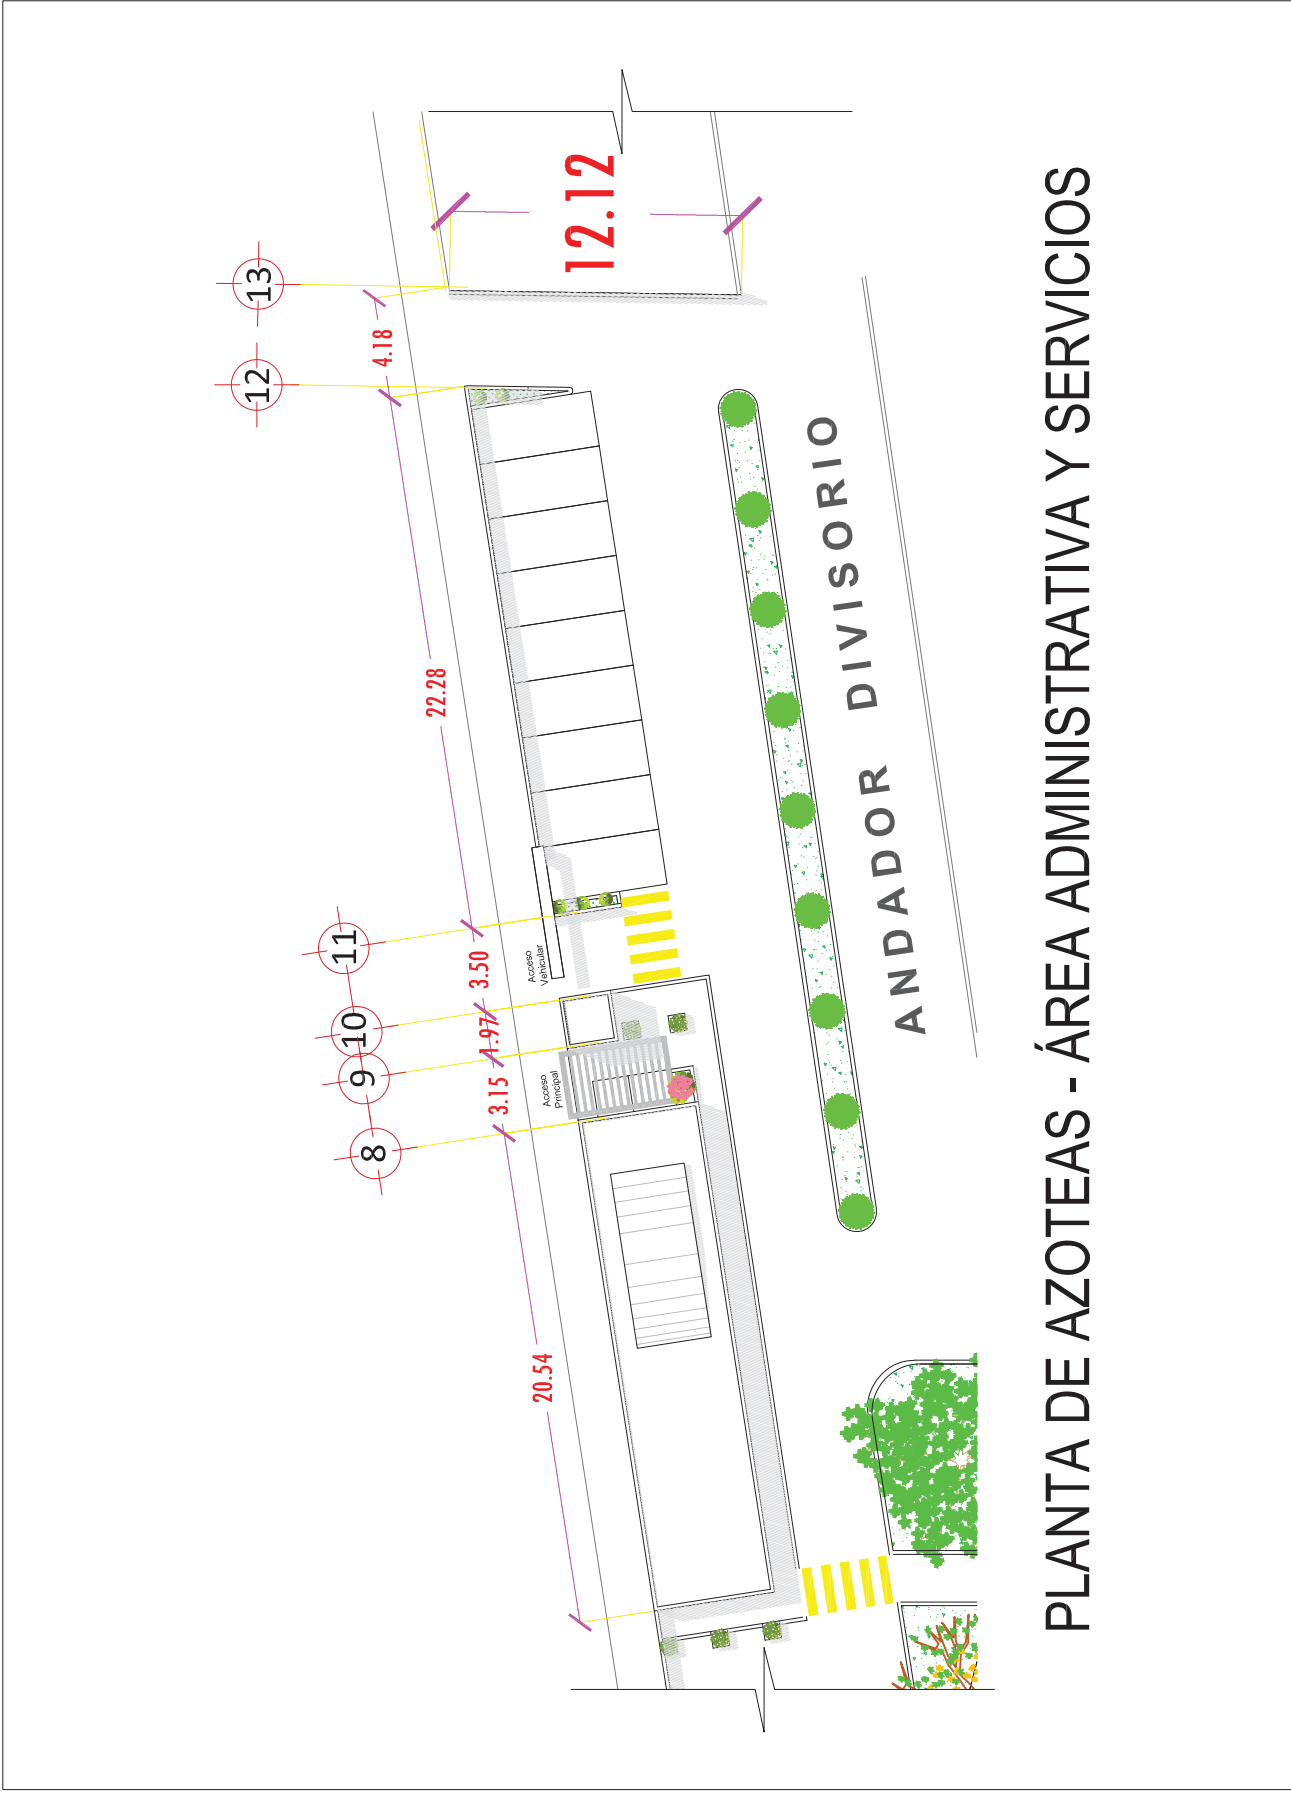 8
9
10
11
12
13
20.54
3.15
1.97
3.50
22.28
4.18
12.12
Acceso
Principal
Acceso
Vehicular
ANDADOR DIVISORIO
PLANTA DE AZOTEAS - ÁREA ADMINISTRATIVA Y SERVICIOS